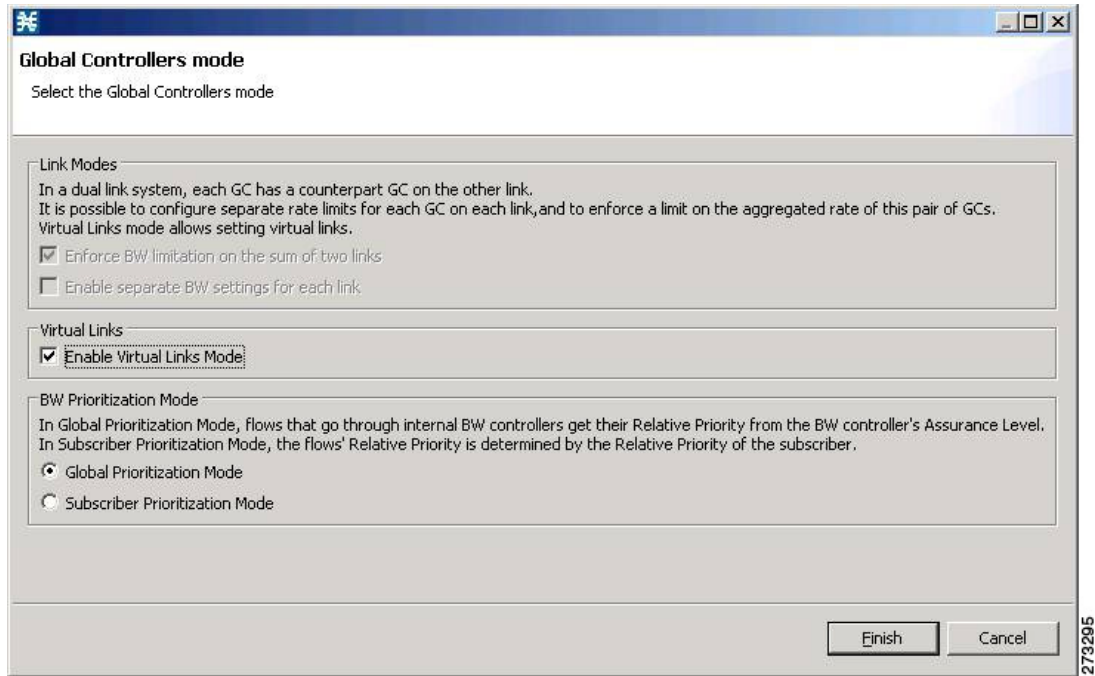 Global Controllers mode
Select the Global Controllers mode
Link Modes
In a dual link system, each GC has a counterpart GC on the other link.
It is possible to configure separate rate limits for each GC on each link,and to enforce a limit on the aggregated rate of this pair of GCs.
Virtual Links mode allows setting virtual links.
Enforce BW limitation on the sum of two links
Enable separate BW settings for each link
Virtual Links
Enable Virtual Links Mode
BW Prioritization Mode
In Global Prioritization Mode, flows that go through internal BW controllers get their Relative Priority from the BW controller's Assurance Level.
In Subscriber Prioritization Mode, the flows' Relative Priority is determined by the Relative Priority of the subscriber.
Global Prioritization Mode
Subscriber Prioritization Mode
Finish
Cancel
273295